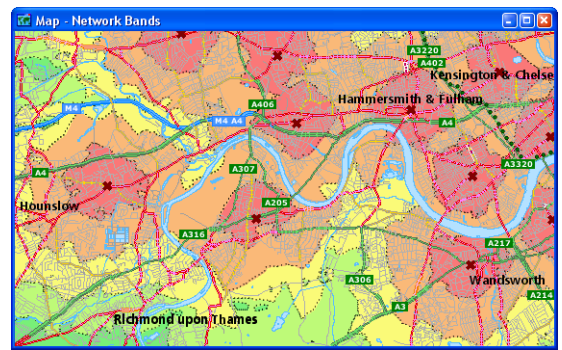 Map - Network Bands
A3220
A402
Kensington & Chelse
A406
Hammersmith & Fulham
M4
M4 A4
A4
A3320
A4
A307
Hounslow
A205
A316
A217
A306
Wandsworth
A214
A3
Richmond upon Thames